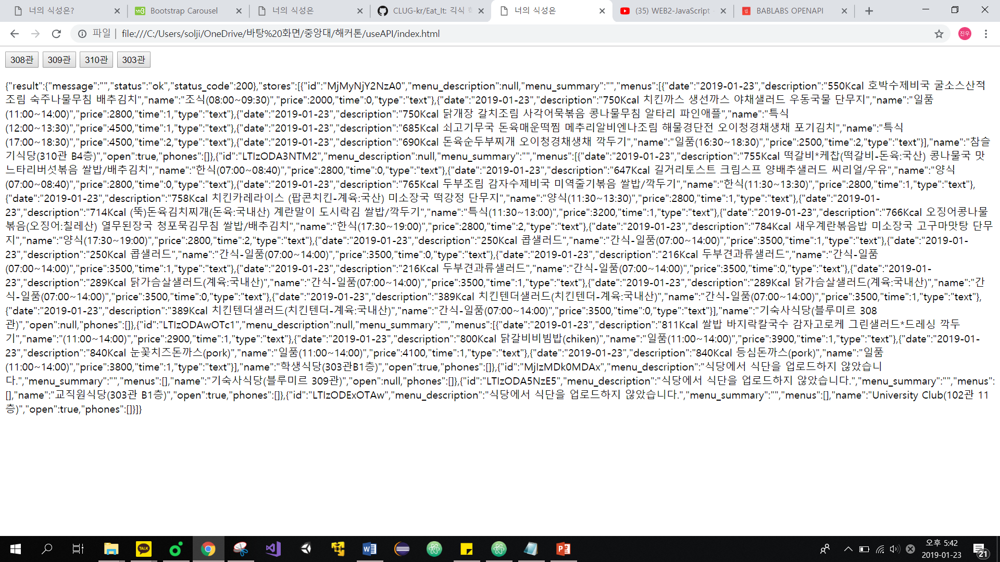 너의 식성은?
Bootstrap Carousel
너의 식성은
CLUG-kr/Eat_It: 긱식 학
너의 식성은
(35) WEB2-JavaScript
BABLABS OPENAPI
파일 | file:///C:/Users/solji/OneDrive/바탕%20화면/중앙대/해커톤/useAPI/index.html
진우
308관 309관 310관 303관
{"result":{"message":"","status":"ok","status_code":200},"stores":[{"id":"MjMyNjY2NzA0","menu_description":null,"menu_summary":"","menus":[{"date":"2019-01-23","description":"550Kcal 호박수제비국 굴소스산적
조림 숙주나물무침 배추김치","name":"조식(08:00~09:30)","price":2000,"time":0,"type":"text"},{"date":"2019-01-23","description":"750Kcal 치킨까스 생선까스 야채샐러드 우동국물 단무지","name":"일품
(11:00~14:00)","price":2800,"time":1,"type":"text"},{"date":"2019-01-23","description":"750Kcal 닭개장 갈치조림 사각어묵볶음 콩나물무침 알타리 파인애플","name":"특식
(12:00~13:30)","price":4500,"time":1,"type":"text"},{"date":"2019-01-23","description":"685Kcal 쇠고기무국 돈육매운떡찜 메추리알비엔나조림 해물경단전 오이청경채생채 포기김치","name":"특식
(17:00~18:30)","price":4500,"time":2,"type":"text"},{"date":"2019-01-23","description":"690Kcal 돈육순두부찌개 오이청경채생채 깍두기","name":"일품(16:30~18:30)","price":2500,"time":2,"type":"text"}],"name":"참슬
기식당(310관 B4층)","open":true,"phones":[]},{"id":"LTIzODA3NTM2","menu_description":null,"menu_summary":"","menus":[{"date":"2019-01-23","description":"755Kcal 떡갈비*케찹(떡갈비-돈육:국산) 콩나물국 맛
느타리버섯볶음 쌀밥/배추김치","name":"한식(07:00~08:40)","price":2800,"time":0,"type":"text"},{"date":"2019-01-23","description":"647Kcal 길거리토스트 크림스프 양배추샐러드 씨리얼/우유","name":"양식
(07:00~08:40)","price":2800,"time":0,"type":"text"},{"date":"2019-01-23","description":"765Kcal 두부조림 감자수제비국 미역줄기볶음 쌀밥/깍두기","name":"한식(11:30~13:30)","price":2800,"time":1,"type":"text"},
{"date":"2019-01-23","description":"758Kcal 치킨카레라이스 (팝콘치킨-계육:국산) 미소장국 떡강정 단무지","name":"양식(11:30~13:30)","price":2800,"time":1,"type":"text"},{"date":"2019-01-
23","description":"714Kcal (뚝)돈육김치찌개(돈육:국내산) 계란말이 도시락김 쌀밥/깍두기","name":"특식(11:30~13:00)","price":3200,"time":1,"type":"text"},{"date":"2019-01-23","description":"766Kcal 오징어콩나물
볶음(오징어:칠레산) 열무된장국 청포묵김무침 쌀밥/배추김치","name":"한식(17:30~19:00)","price":2800,"time":2,"type":"text"},{"date":"2019-01-23","description":"784Kcal 새우계란볶음밥 미소장국 고구마맛탕 단무
지","name":"양식(17:30~19:00)","price":2800,"time":2,"type":"text"},{"date":"2019-01-23","description":"250Kcal 콥샐러드","name":"간식-일품(07:00~14:00)","price":3500,"time":1,"type":"text"},{"date":"2019-01-
23","description":"250Kcal 콥샐러드","name":"간식-일품(07:00~14:00)","price":3500,"time":0,"type":"text"},{"date":"2019-01-23","description":"216Kcal 두부견과류샐러드","name":"간식-일품
(07:00~14:00)","price":3500,"time":1,"type":"text"},{"date":"2019-01-23","description":"216Kcal 두부견과류샐러드","name":"간식-일품(07:00~14:00)","price":3500,"time":0,"type":"text"},{"date":"2019-01-
23","description":"289Kcal 닭가슴살샐러드(계육:국내산)","name":"간식-일품(07:00~14:00)","price":3500,"time":1,"type":"text"},{"date":"2019-01-23","description":"289Kcal 닭가슴살샐러드(계육:국내산)","name":"간
식-일품(07:00~14:00)","price":3500,"time":0,"type":"text"},{"date":"2019-01-23","description":"389Kcal 치킨텐더샐러드(치킨텐더-계육:국내산)","name":"간식-일품(07:00~14:00)","price":3500,"time":1,"type":"text"},
{"date":"2019-01-23","description":"389Kcal 치킨텐더샐러드(치킨텐더-계육:국내산)","name":"간식-일품(07:00~14:00)","price":3500,"time":0,"type":"text"}],"name":"기숙사식당(블루미르 308
관)","open":null,"phones":[]},{"id":"LTIzODAwOTc1","menu_description":null,"menu_summary":"","menus":[{"date":"2019-01-23","description":"811Kcal 쌀밥 바지락칼국수 감자고로케 그린샐러드*드레싱 깍두
기","name":"(11:00~14:00)","price":2900,"time":1,"type":"text"},{"date":"2019-01-23","description":"800Kcal 닭갈비비빔밥(chiken)","name":"일품(11:00~14:00)","price":3900,"time":1,"type":"text"},{"date":"2019-01-
23","description":"840Kcal 눈꽃치즈돈까스(pork)","name":"일품(11:00~14:00)","price":4100,"time":1,"type":"text"},{"date":"2019-01-23","description":"840Kcal 등심돈까스(pork)","name":"일품
(11:00~14:00)","price":3800,"time":1,"type":"text"}],"name":"학생식당(303관B1층)","open":true,"phones":[]},{"id":"MjIzMDk0MDAx","menu_description":"식당에서 식단을 업로드하지 않았습니
다.","menu_summary":"","menus":[],"name":"기숙사식당(블루미르 309관)","open":null,"phones":[]},{"id":"LTIzODA5NzE5","menu_description":"식당에서 식단을 업로드하지 않았습니다.","menu_summary":"","menus":
[],"name":"교직원식당(303관 B1층)","open":true,"phones":[]},{"id":"LTIzODExOTAw","menu_description":"식당에서 식단을 업로드하지 않았습니다.","menu_summary":"","menus":[],"name":"University Club(102관 11
층)","open":true,"phones":[]}]}
TALK
오후 5:42
2019-01-23
21